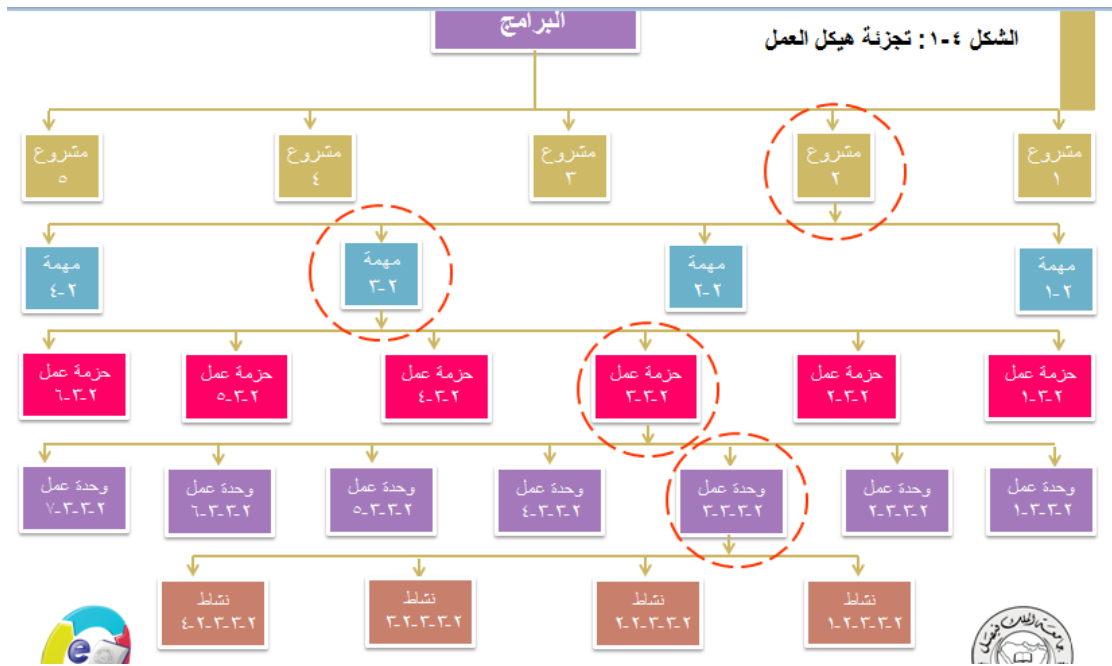 الشكل ٤-١: تجزئة هيكل العمل
البرامج
مشروع
١
مشروع
٢
مشروع
٣
مشروع
٤
مشروع
٥
مهمة
٢-١
مهمة
٢-٢
مهمة
٢-٣
مهمة
٢-٤
حزمة عمل
٢-٣-١
حزمة عمل
٢-٣-٢
حزمة عمل
٢-٣-٣
حزمة عمل
٢-٣-٤
حزمة عمل
٢-٣-٥
حزمة عمل
٢-٣-٦
وحدة عمل
٢-٣-٣-١
وحدة عمل
٢-٣-٣-٢
وحدة عمل
٢-٣-٣-٣
وحدة عمل
٢-٣-٣-٤
وحدة عمل
٢-٣-٣-٥
وحدة عمل
٢-٣-٣-٦
وحدة عمل
٢-٣-٣-٧
نشاط
٢-٣-٣-٢-١
نشاط
٢-٣-٣-٢-٢
نشاط
٢-٣-٣-٢-٣
نشاط
٢-٣-٣-٢-٤
جامعة الملك فيصل
e